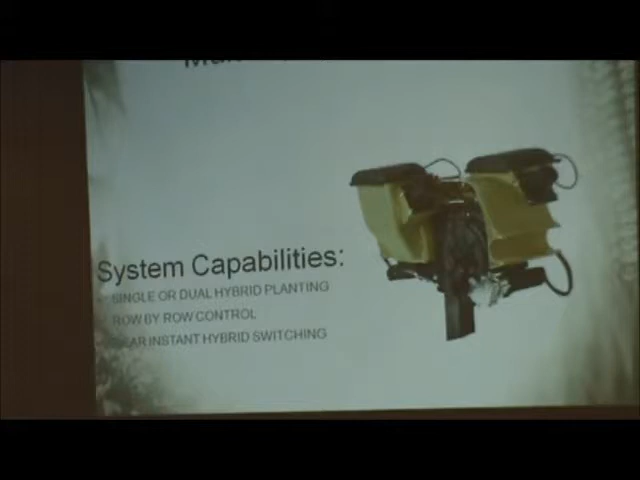 System Capabilities:
SINGLE OR DUAL HYBRID PLANTING
ROW BY ROW CONTROL
INSTANT HYBRID SWITCHING